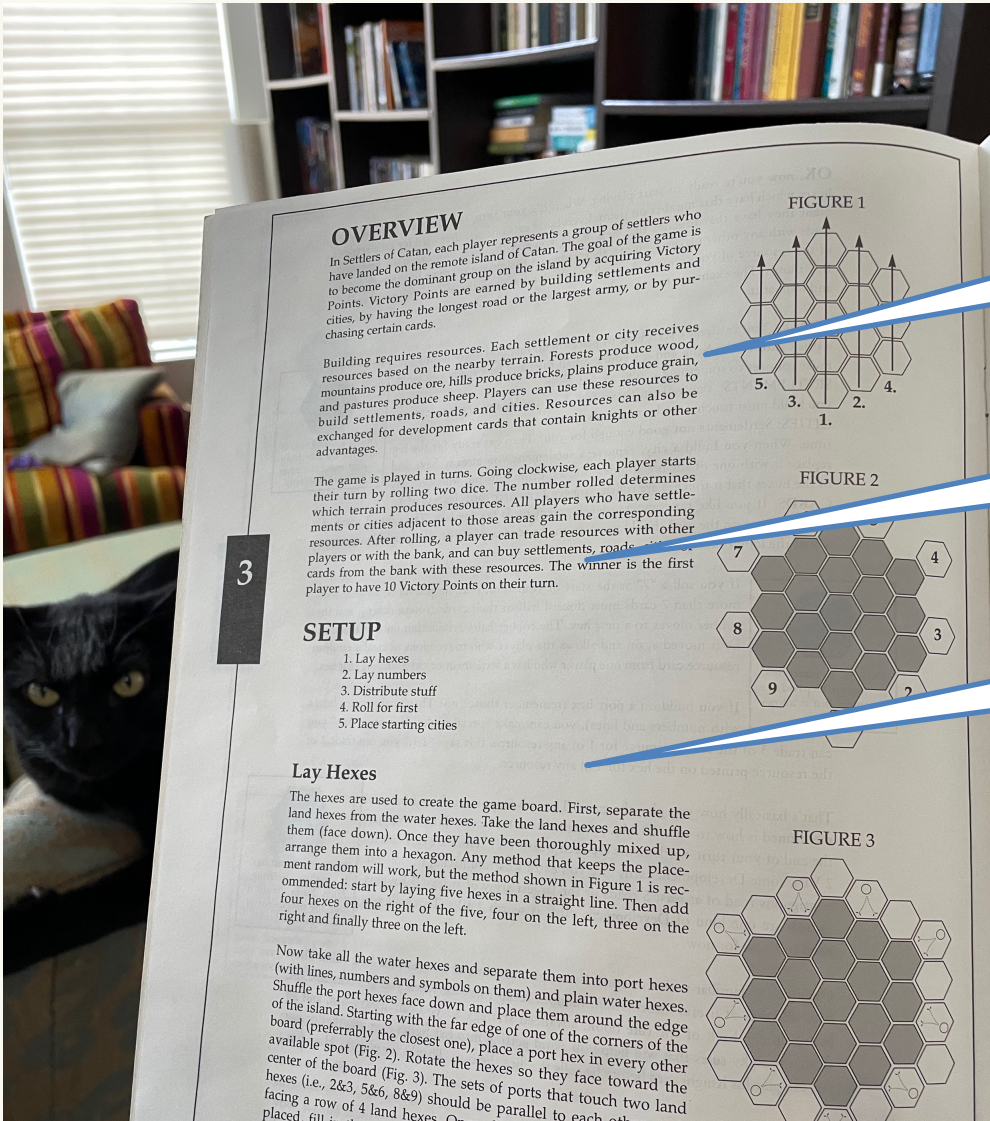 OVERVIEW
In Settlers of Catan, each player represents a group of settlers who
have landed on the remote island of Catan. The goal of the game is
to become the dominant group on the island by acquiring Victory
Points. Victory Points are earned by building settlements and
cities, by having the longest road or the largest army, or by pur-
chasing certain cards.
Building requires resources. Each settlement or city receives
resources based on the nearby terrain. Forests produce wood,
mountains produce ore, hills produce bricks, plains produce grain,
and pastures produce sheep. Players can use these resources to
build settlements, roads, and cities. Resources can also be
exchanged for development cards that contain knights or other
advantages.
The game is played in turns. Going clockwise, each player starts
their turn by rolling two dice. The number rolled determines
which terrain produces resources. All players who have settle-
ments or cities adjacent to those areas gain the corresponding
resources. After rolling, a player can trade resources with other
players or with the bank, and can buy settlements, roads
cards from the bank with these resources. The winner is the first
player to have 10 Victory Points on their turn.
3
SETUP
1. Lay hexes
2. Lay numbers
3. Distribute stuff
4. Roll for first
5. Place starting cities
Lay Hexes
The hexes are used to create the game board. First, separate the
land hexes from the water hexes. Take the land hexes and shuffle
them (face down). Once they have been thoroughly mixed up,
arrange them into a hexagon. Any method that keeps the place-
ment random will work, but the method shown in Figure 1 is rec-
ommended: start by laying five hexes in a straight line. Then add
four hexes on the right of the five, four on the left, three on the
right and finally three on the left.
Now take all the water hexes and separate them into port hexes
(with lines, numbers and symbols on them) and plain water hexes.
Shuffle the port hexes face down and place them around the edge
of the island. Starting with the far edge of one of the corners of the
board (preferrably the closest one), place a port hex in every other
available spot (Fig. 2). Rotate the hexes so they face toward the
center of the board (Fig. 3). The sets of ports that touch two land
hexes (i.e., 2&3, 5&6, 8&9) should be parallel to each
facing a row of 4 land hexes.
placed, fill in
FIGURE 1
5.
3.
1.
2.
4.
FIGURE 2
7
4
8
3
9
2
FIGURE 3